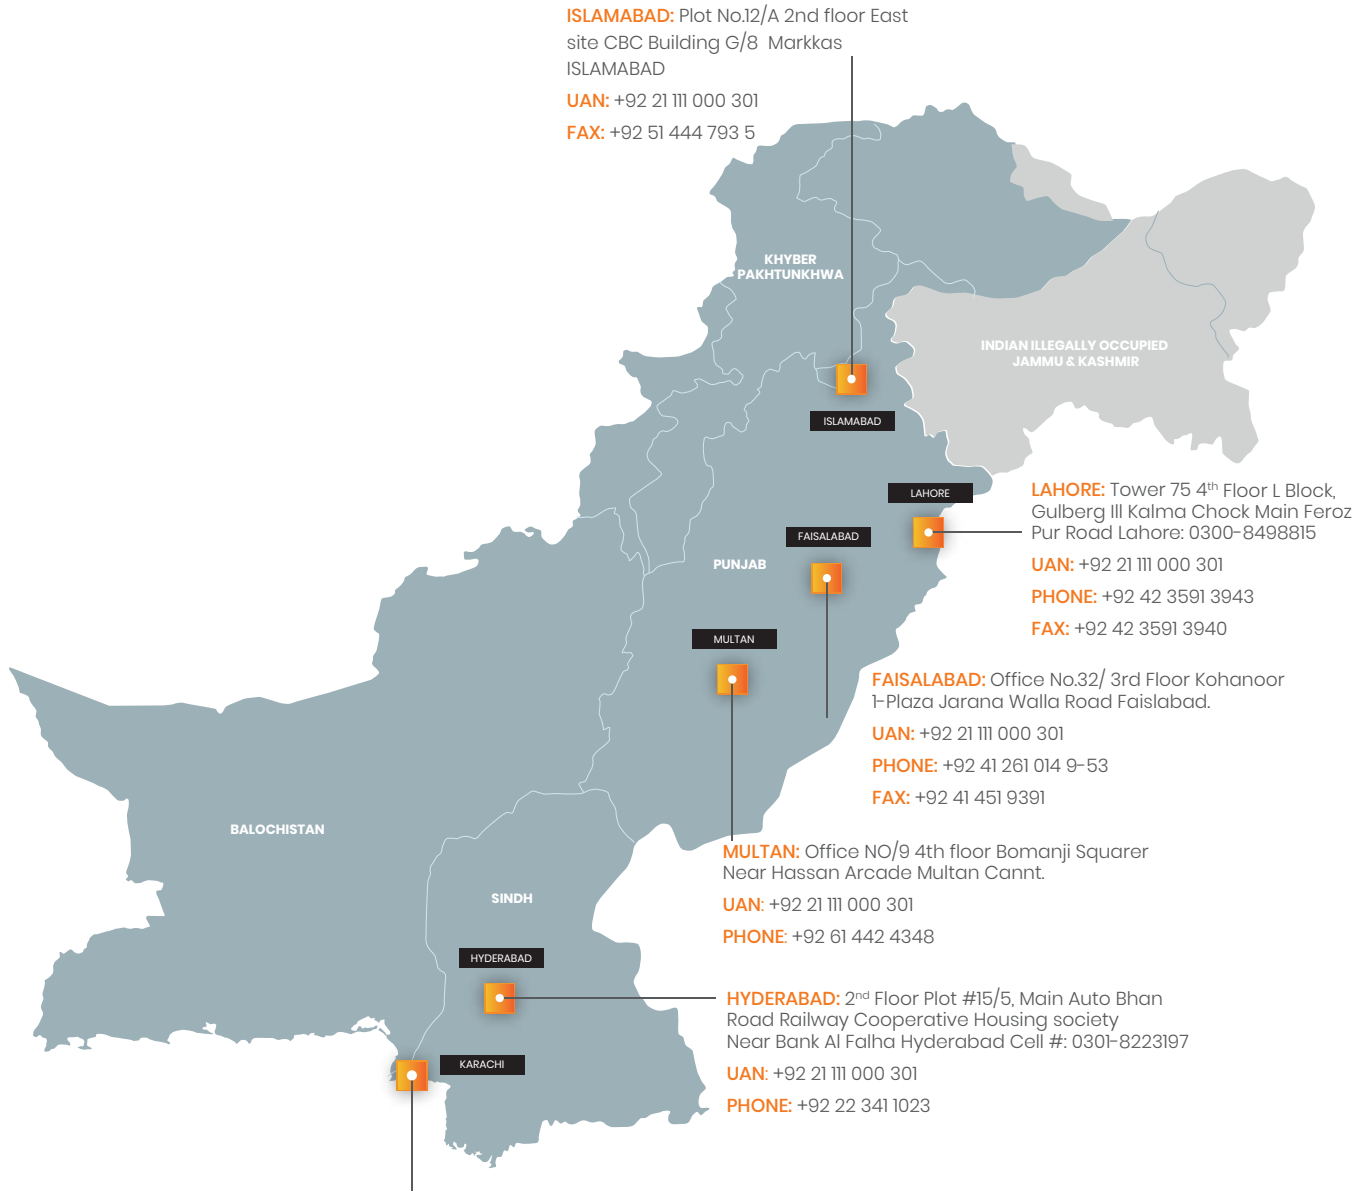 ISLAMABAD: Plot No.12/A 2nd floor East
site CBC Building G/8 Markkas
ISLAMABAD
UAN: +92 21 111 000 301
FAX: +92 51 444 793 5
KHYBER
PAKHTUNKHWA
INDIAN ILLEGALLY OCCUPIED
JAMMU & KASHMIR
ISLAMABAD
LAHORE
LAHORE: Tower 75 4th Floor L Block,
Gulberg III Kalma Chock Main Feroz
Pur Road Lahore: 0300-8498815
UAN: +92 21 111 000 301
PHONE: +92 42 3591 3943
FAX: +92 42 3591 3940
FAISALABAD
PUNJAB
MULTAN
FAISALABAD: Office No.32/ 3rd Floor Kohanoor
1-Plaza Jarana Walla Road Faislabad.
UAN: +92 21 111 000 301
PHONE: +92 41 261 014 9-53
FAX: +92 41 451 9391
BALOCHISTAN
MULTAN: Office NO/9 4th floor Bomanji Squarer
Near Hassan Arcade Multan Cannt.
UAN: +92 21 111 000 301
PHONE: +92 61 442 4348
SINDH
HYDERABAD
HYDERABAD: 2nd Floor Plot #15/5, Main Auto Bhan
Road Railway Cooperative Housing society
Near Bank Al Falha Hyderabad Cell #: 0301-8223197
UAN: +92 21 111 000 301
PHONE: +92 22 341 1023
KARACHI